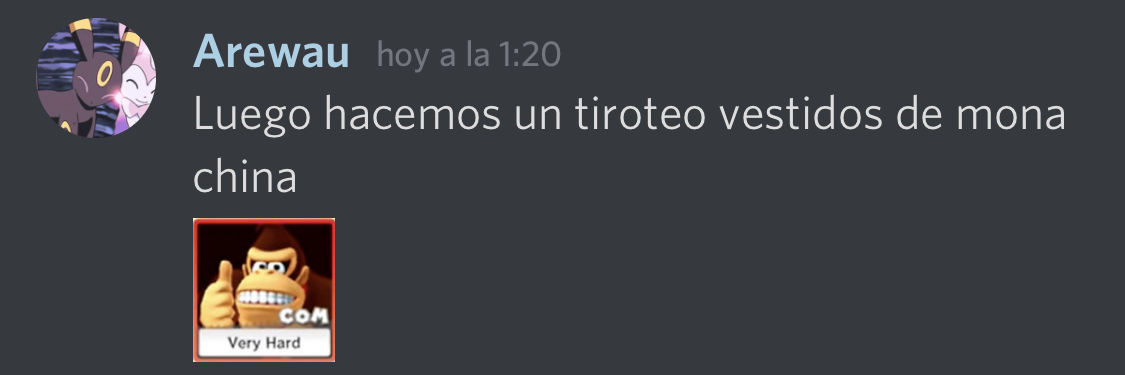 Arewau hoy a la 1:20
Luego hacemos un tiroteo vestidos de mona
china
COM
Very Hard